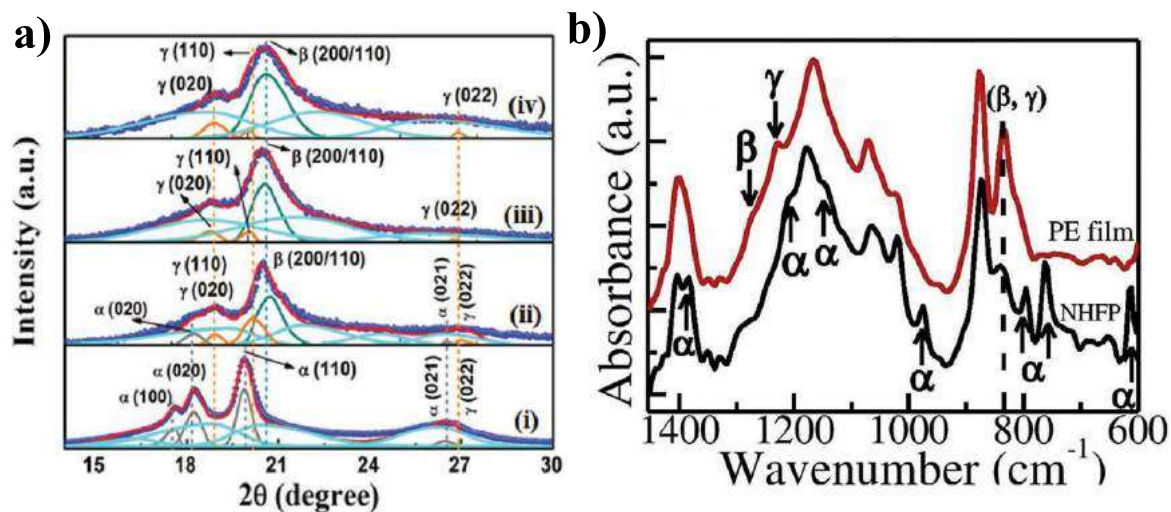 a)
Intensity (a.u.)
γ (110)
β (200/110)
γ (020)
γ (022)
(iv)
γ (110)
β (200/110)
γ (020)
γ (022)
(iii)
γ (110)
β (200/110)
γ (020)
α (020)
α (021)
γ (022)
(ii)
α (020)
α (110)
α (100)
α (021)
γ (022)
(i)
15 18 21 24 27 30
2θ (degree)
b)
Absorbance (a.u.)
γ
(β, γ)
β
PE film
α α
NHFP
α α α α
1400 1200 1000 800 600
Wavenumber (cm⁻¹)